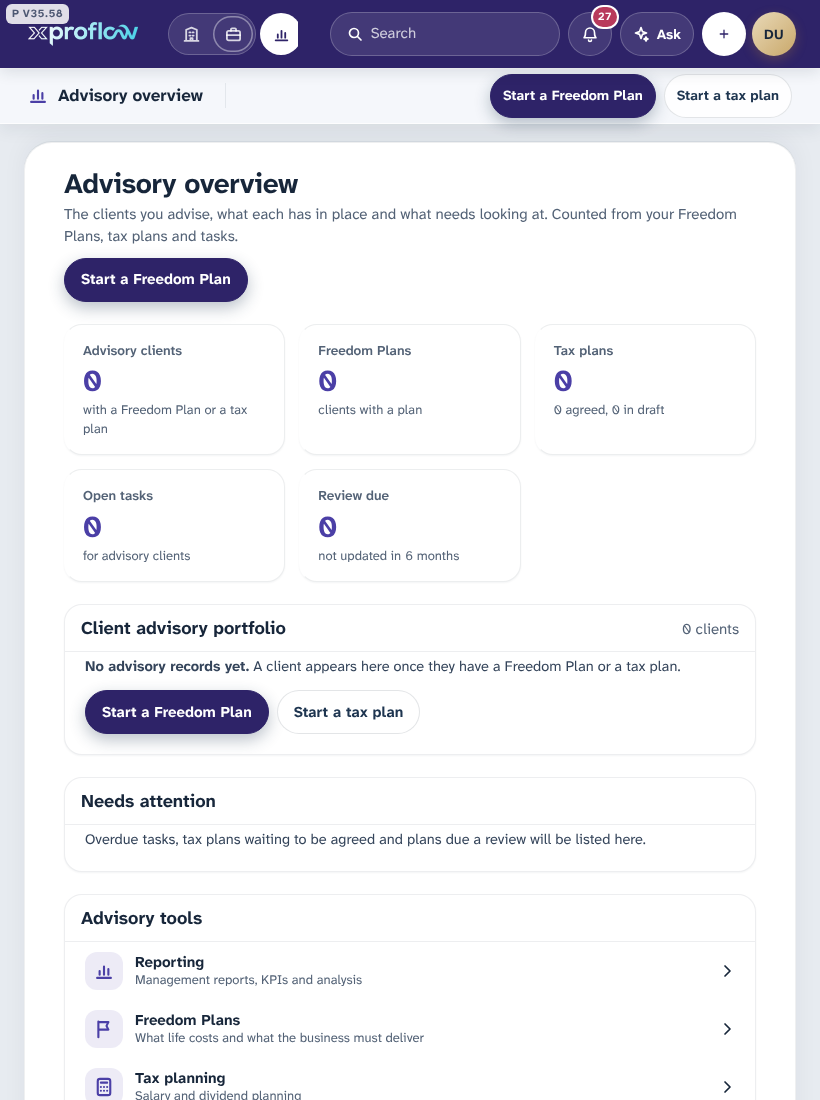 P V35.58
xproflow
Search
27
Ask
+
DU
Advisory overview
Start a Freedom Plan
Start a tax plan
Advisory overview
The clients you advise, what each has in place and what needs looking at. Counted from your Freedom
Plans, tax plans and tasks.
Start a Freedom Plan
Advisory clients
0
with a Freedom Plan or a tax
plan
Freedom Plans
0
clients with a plan
Tax plans
0
0 agreed, 0 in draft
Open tasks
0
for advisory clients
Review due
0
not updated in 6 months
Client advisory portfolio
0 clients
No advisory records yet. A client appears here once they have a Freedom Plan or a tax plan.
Start a Freedom Plan
Start a tax plan
Needs attention
Overdue tasks, tax plans waiting to be agreed and plans due a review will be listed here.
Advisory tools
Reporting
Management reports, KPIs and analysis
Freedom Plans
What life costs and what the business must deliver
Tax planning
Salary and dividend planning